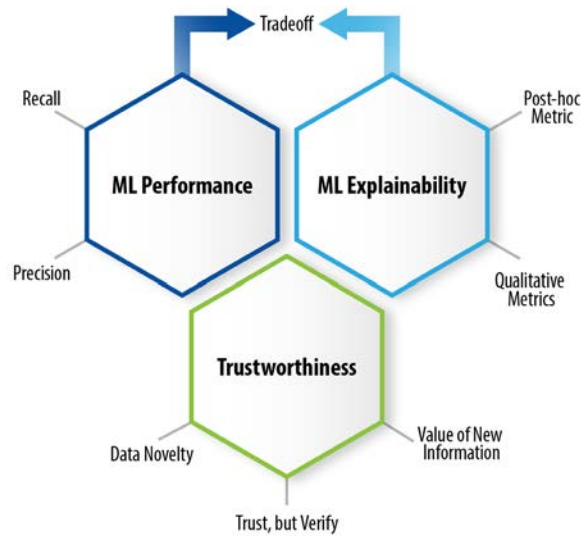 Tradeoff
Recall
Post-hoc
Metric
ML Performance
ML Explainability
Precision
Qualitative
Metrics
Trustworthiness
Data Novelty
Value of New
Information
Trust, but Verify